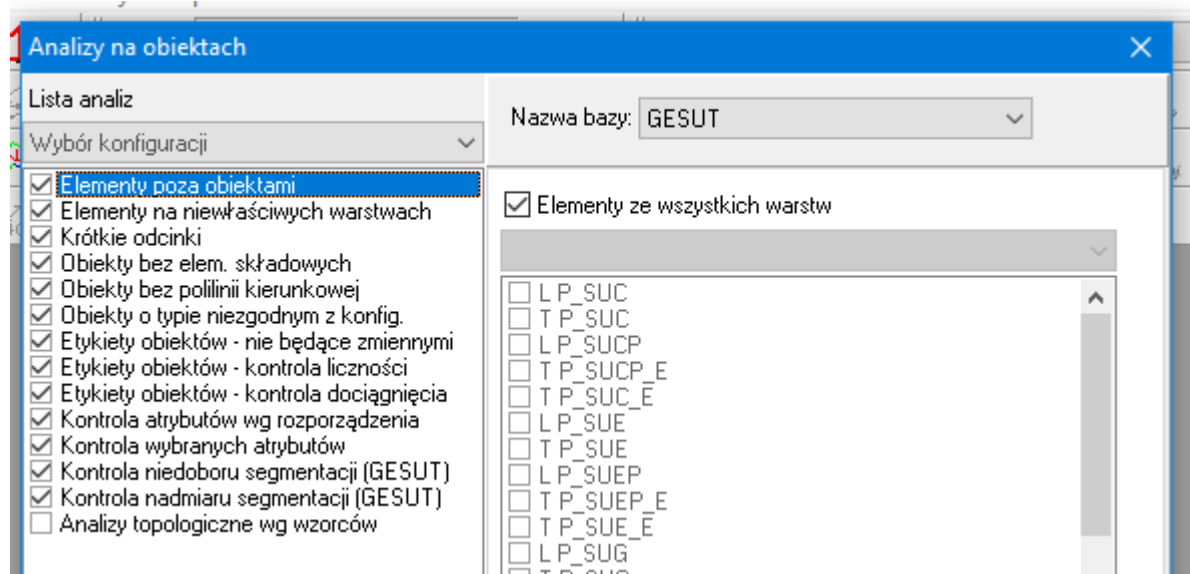 Analizy na obiektach
Lista analiz
Wybór konfiguracji
Elementy poza obiektami
Elementy na niewłaściwych warstwach
Krótkie odcinki
Obiekty bez elem. składowych
Obiekty bez polilinii kierunkowej
Obiekty o typie niezgodnym z konfig.
Etykiety obiektów - nie będące zmiennymi
Etykiety obiektów - kontrola liczności
Etykiety obiektów - kontrola dociągnięcia
Kontrola atrybutów wg rozporządzenia
Kontrola wybranych atrybutów
Kontrola niedoboru segmentacji (GESUT)
Kontrola nadmiaru segmentacji (GESUT)
Analizy topologiczne wg wzorców
Nazwa bazy: GESUT
Elementy ze wszystkich warstw
L P_SUC
T P_SUC
L P_SUCP
T P_SUCP_E
T P_SUC_E
L P_SUE
T P_SUE
L P_SUEP
T P_SUEP_E
T P_SUE_E
L P_SUG